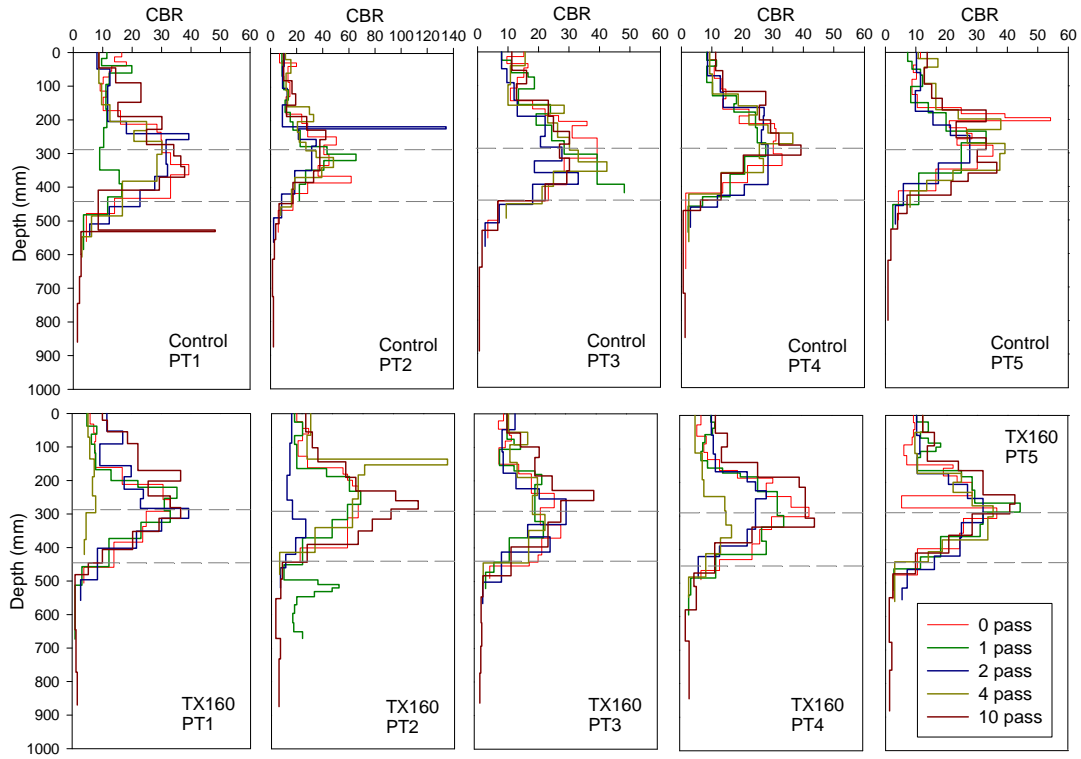 CBR CBR CBR CBR CBR
0 10 20 30 40 50 60 0 20 40 60 80 100 120 140 0 10 20 30 40 50 60 0 10 20 30 40 50 60 0 10 20 30 40 50 60
0
100
200
300
400
500
600
700
800
900
1000
Depth (mm)
Control
PT1
Control
PT2
Control
PT3
Control
PT4
Control
PT5
0
100
200
300
400
500
600
700
800
900
1000
Depth (mm)
TX160
PT1
TX160
PT2
TX160
PT3
TX160
PT4
TX160
PT5
0 pass
1 pass
2 pass
4 pass
10 pass